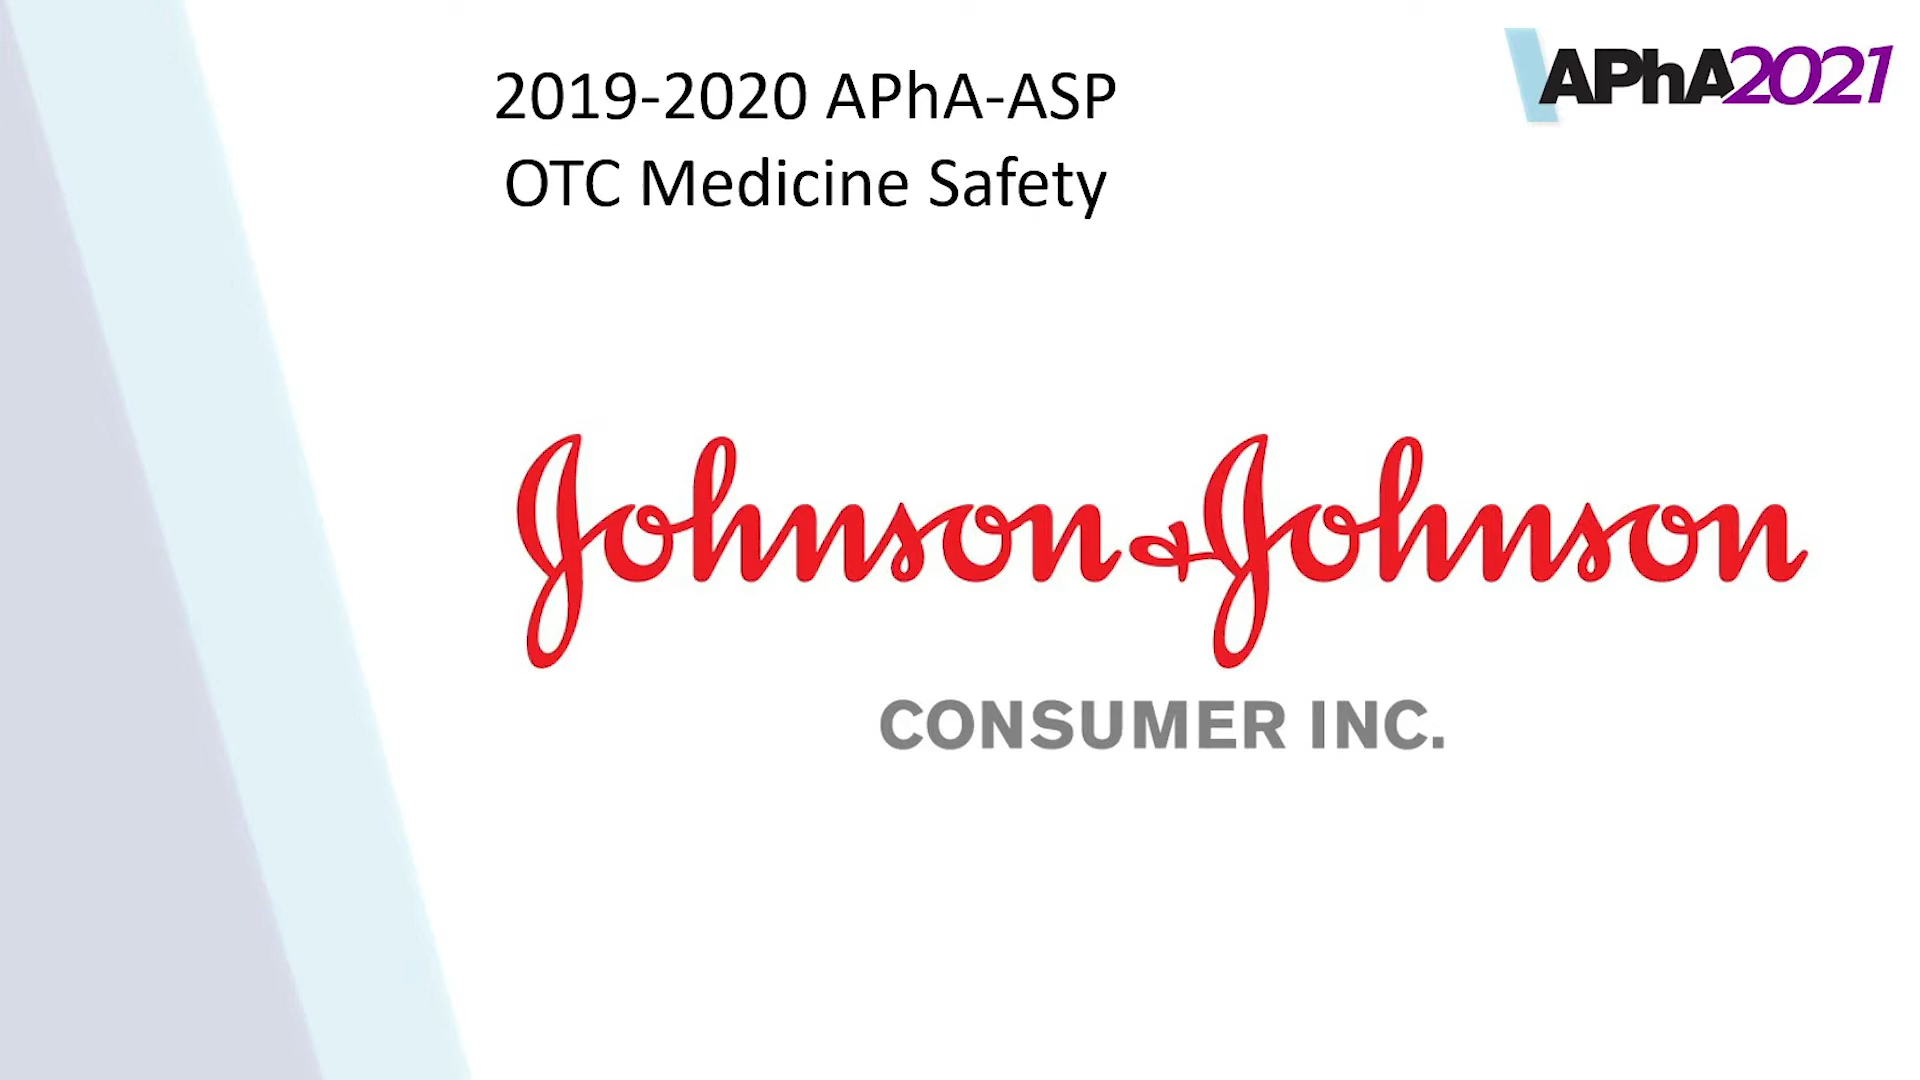 2019-2020 APhA-ASP
OTC Medicine Safety
APhA2021
Johnson & Johnson
CONSUMER INC.